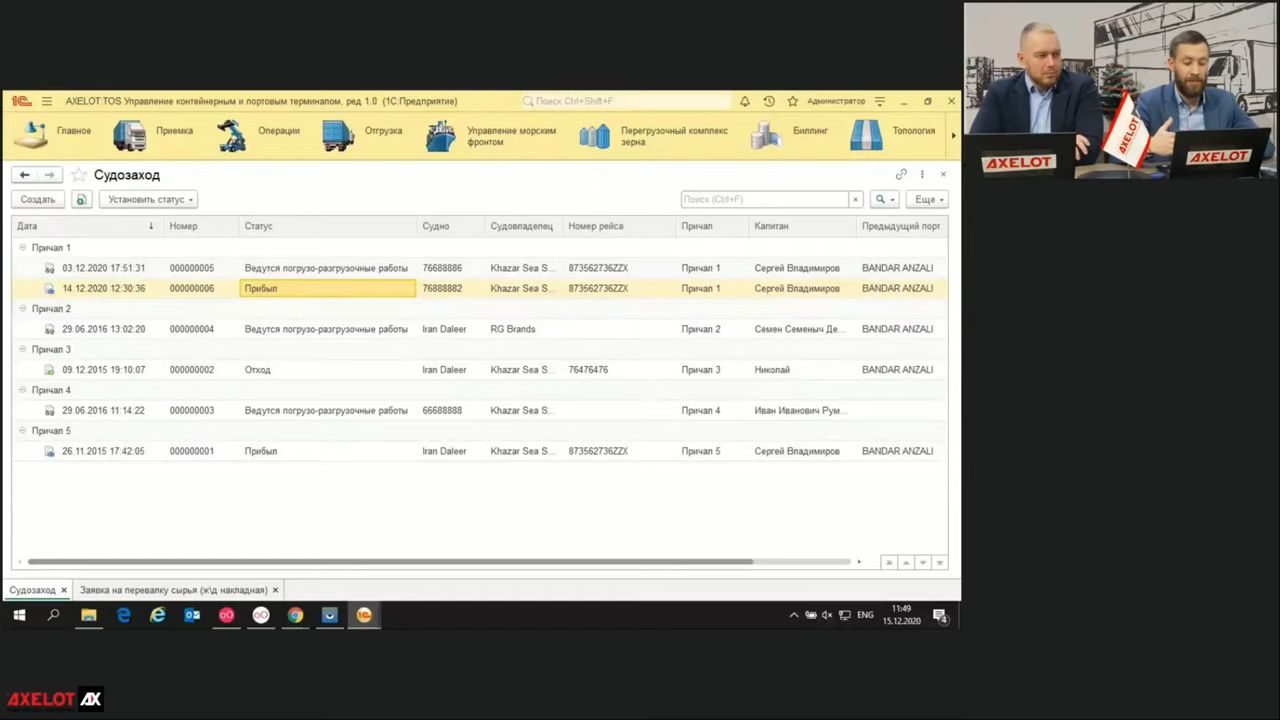 AXELOT:TOS Управление контейнерным и портовым терминалом, ред 1.0 (1С:Предприятие)
Поиск Ctrl+Shift+F
Администратор
Главное
Приемка
Операции
Отгрузка
Управление морским фронтом
Перегрузочный комплекс зерна
Биллинг
Топология
Судозаход
Создать
Установить статус
Поиск (Ctrl+F)
Еще
Дата Номер Статус Судно Судовладелец Номер рейса Причал Капитан Предыдущий порт
Причал 1
03.12.2020 17:51:31 000000005 Ведутся погрузо-разгрузочные работы 76688886 Khazar Sea S... 873562736ZZX Причал 1 Сергей Владимиров BANDAR ANZALI
14.12.2020 12:30:36 000000006 Прибыл 76888882 Khazar Sea S... 873562736ZZX Причал 1 Сергей Владимиров BANDAR ANZALI
Причал 2
29.06.2016 13:02:20 000000004 Ведутся погрузо-разгрузочные работы Iran Daleer RG Brands Причал 2 Семен Семеныч Де... BANDAR ANZALI
Причал 3
09.12.2015 19:10:07 000000002 Отход Iran Daleer Khazar Sea S... 76476476 Причал 3 Николай BANDAR ANZALI
Причал 4
29.06.2016 11:14:22 000000003 Ведутся погрузо-разгрузочные работы 66688888 Khazar Sea S... Причал 4 Иван Иванович Рум...
Причал 5
26.11.2015 17:42:05 000000001 Прибыл Iran Daleer Khazar Sea S... 873562736ZZX Причал 5 Сергей Владимиров BANDAR ANZALI
Судозаход
Заявка на перевалку сырья (ж\д накладная)
ENG
11:49
15.12.2020
4
AXELOT
AXELOT
AXELOT
AXELOT AX